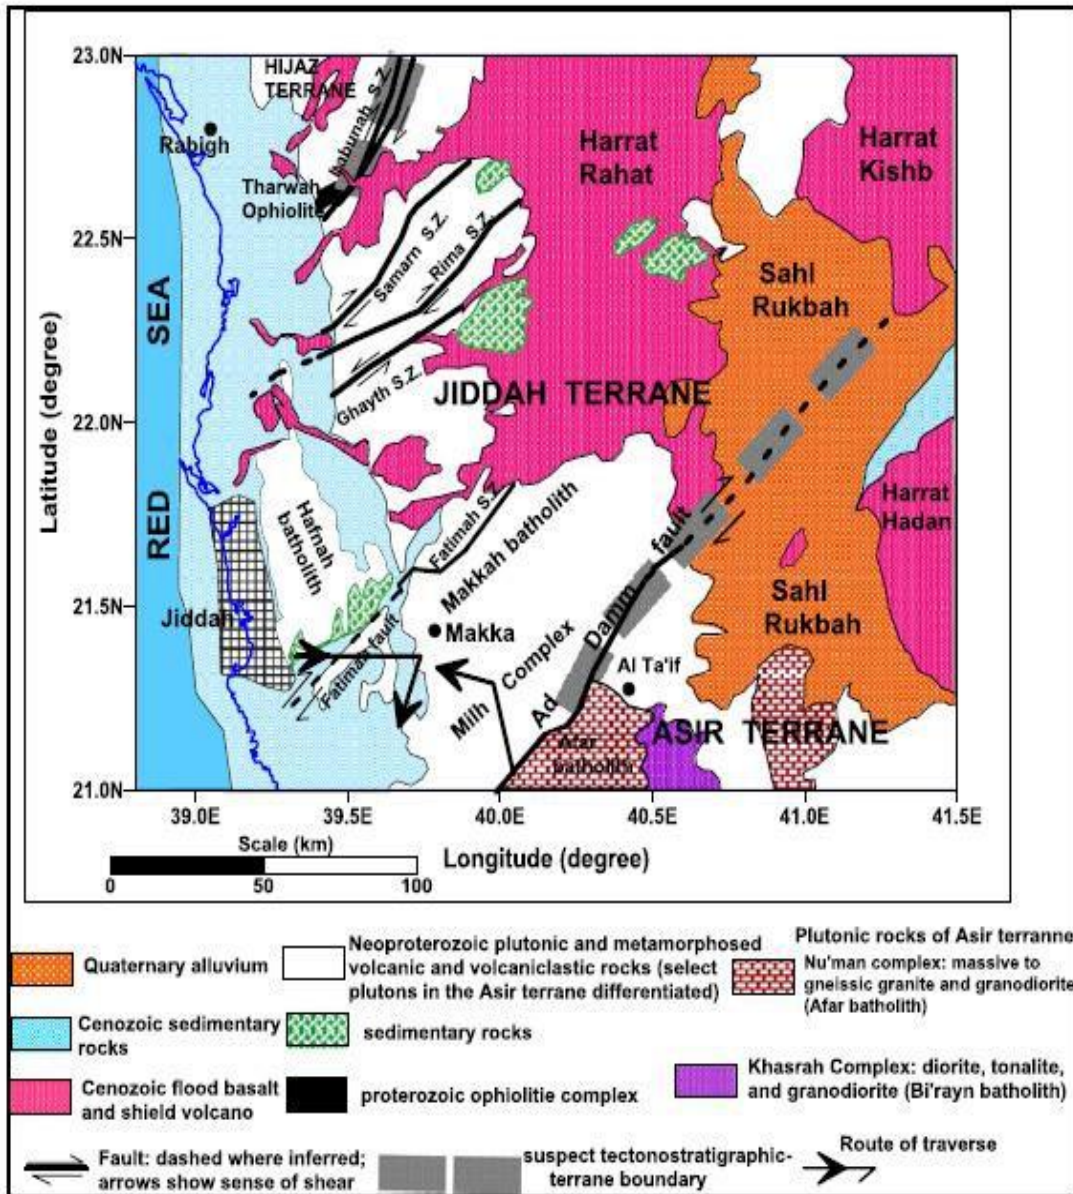 23.0N
HIJAZ
TERRANE
Labunah S.Z.
Harrat
Rahat
Harrat
Kishb
Rabigh
Tharwah
Ophiolite
22.5N
Samarn S.Z.
Rima S.Z.
Sahl
Rukbah
RED SEA
Ghayth S.Z.
JIDDAH TERRANE
Latitude (degree)
22.0N
Harrat
Hadan
Hafnah
batholith
Fatimah S.Z.
Makkah batholith
21.5N
Jiddah
Fatimah fault
Makka
Milh Complex
Ad Damm fault
Al Ta'if
Sahl
Rukbah
ASIR TERRANE
Afar
batholith
21.0N
39.0E 39.5E 40.0E 40.5E 41.0E 41.5E
Scale (km)
Longitude (degree)
0 50 100
Quaternary alluvium
Neoproterozoic plutonic and metamorphosed
volcanic and volcaniclastic rocks (select
plutons in the Asir terrane differentiated)
Plutonic rocks of Asir terranne
Nu'man complex: massive to
gneissic granite and granodiorite
(Afar batholith)
Cenozoic sedimentary
rocks
sedimentary rocks
Cenozoic flood basalt
and shield volcano
proterozoic ophiolitie complex
Khasrah Complex: diorite, tonalite,
and granodiorite (Bi'rayn batholith)
Fault: dashed where inferred;
arrows show sense of shear
suspect tectonostratigraphic-
terrane boundary
Route of traverse